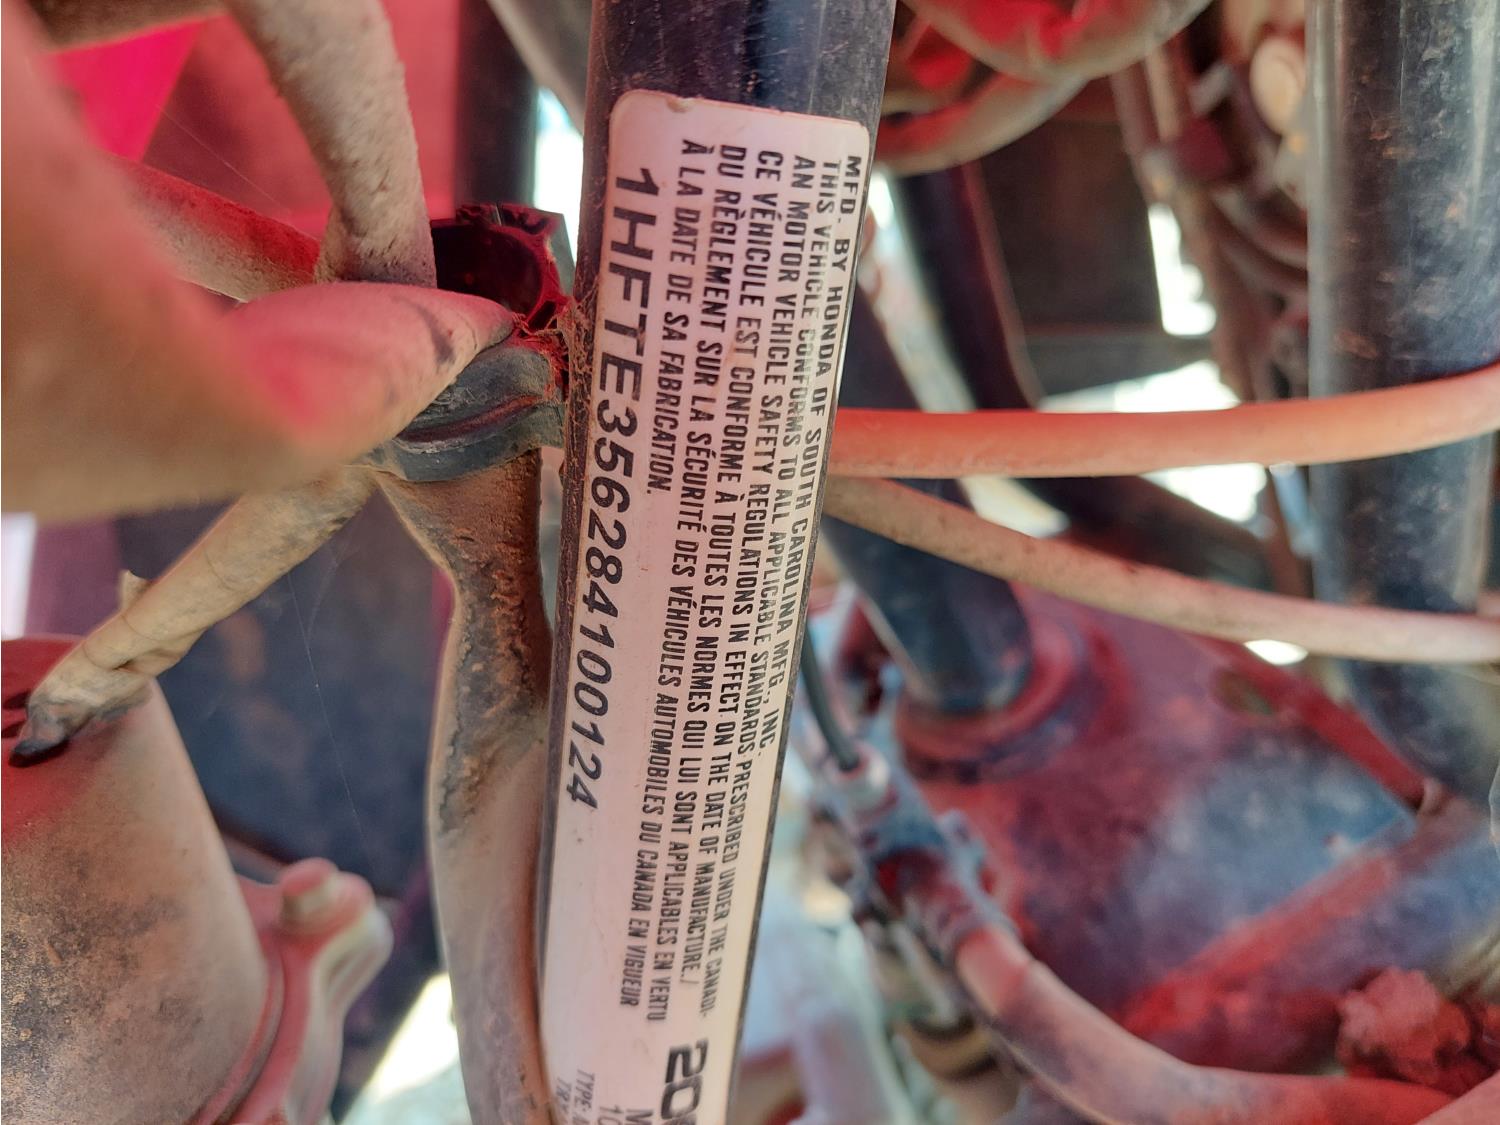 MFD. BY HONDA OF SOUTH CAROLINA MFG., INC.
THIS VEHICLE CONFORMS TO ALL APPLICABLE STANDARDS PRESCRIBED UNDER THE CANADI-
AN MOTOR VEHICLE SAFETY REGULATIONS IN EFFECT ON THE DATE OF MANUFACTURE./
CE VÉHICULE EST CONFORME À TOUTES LES NORMES QUI LUI SONT APPLICABLES EN VERTU
DU RÈGLEMENT SUR LA SÉCURITÉ DES VÉHICULES AUTOMOBILES DU CANADA EN VIGUEUR
À LA DATE DE SA FABRICATION.
1HFTE356284100124